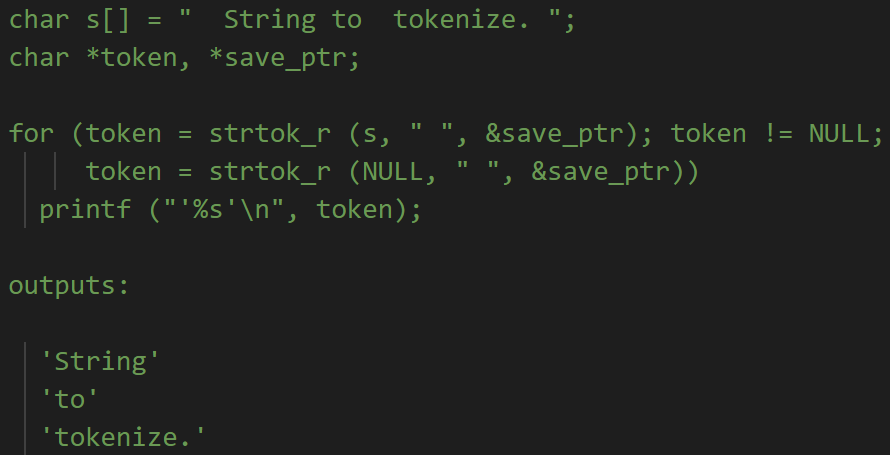 char s[] = "  String to  tokenize. ";
char *token, *save_ptr;

for (token = strtok_r (s, " ", &save_ptr); token != NULL;
     token = strtok_r (NULL, " ", &save_ptr))
  printf ("'%s'\n", token);

outputs:

  'String'
  'to'
  'tokenize.'